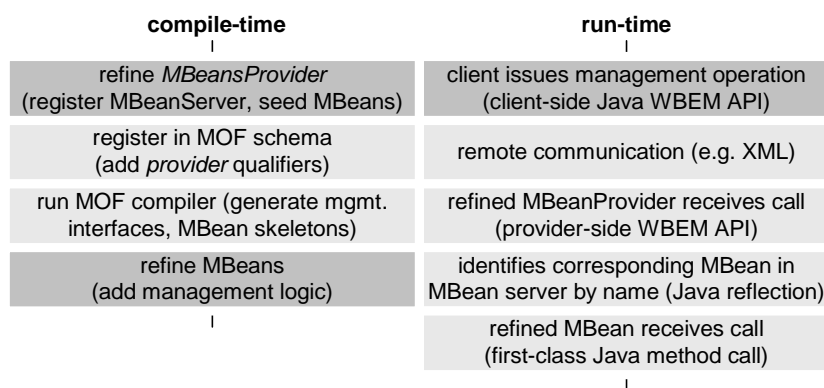 compile-time
refine MBeansProvider
(register MBeanServer, seed MBeans)
register in MOF schema
(add provider qualifiers)
run MOF compiler (generate mgmt.
interfaces, MBean skeletons)
refine MBeans
(add management logic)
run-time
client issues management operation
(client-side Java WBEM API)
remote communication (e.g. XML)
refined MBeanProvider receives call
(provider-side WBEM API)
identifies corresponding MBean in
MBean server by name (Java reflection)
refined MBean receives call
(first-class Java method call)